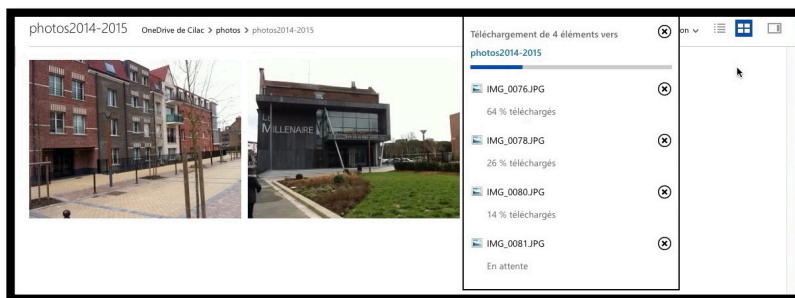 photos2014-2015 OneDrive de Cilac > photos > photos2014-2015
on
LE
MILLENAIRE
Téléchargement de 4 éléments vers
photos2014-2015
IMG_0076.JPG
64 % téléchargés
IMG_0078.JPG
26 % téléchargés
IMG_0080.JPG
14 % téléchargés
IMG_0081.JPG
En attente